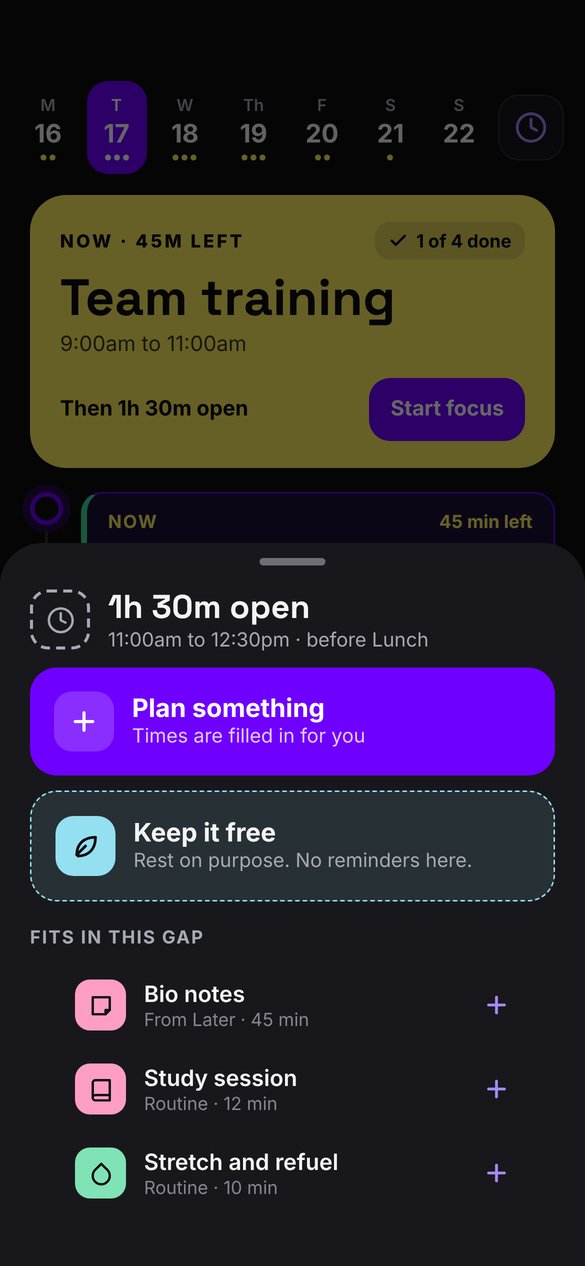 M T W Th F S S
16 17 18 19 20 21 22
NOW · 45M LEFT
1 of 4 done
Team training
9:00am to 11:00am
Then 1h 30m open
Start focus
NOW
45 min left
1h 30m open
11:00am to 12:30pm · before Lunch
Plan something
Times are filled in for you
Keep it free
Rest on purpose. No reminders here.
FITS IN THIS GAP
Bio notes
From Later · 45 min
Study session
Routine · 12 min
Stretch and refuel
Routine · 10 min